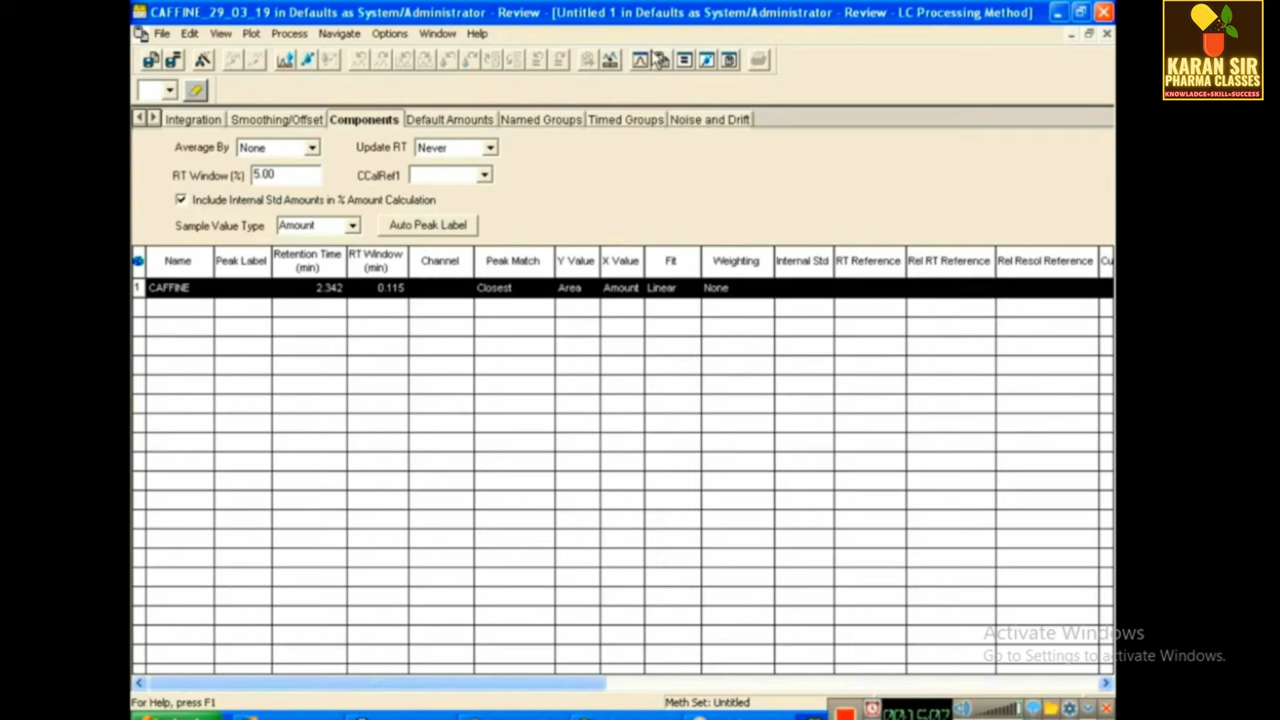 CAFFINE_29_03_19 in Defaults as System/Administrator - Review - [Untitled 1 in Defaults as System/Administrator - Review - LC Processing Method]
File Edit View Plot Process Navigate Options Window Help
Integration Smoothing/Offset Components Default Amounts Named Groups Timed Groups Noise and Drift
Average By None Update RT Never
RT Window (%) 5.00 CCalRef1
Include Internal Std Amounts in % Amount Calculation
Sample Value Type Amount Auto Peak Label
Name Peak Label Retention Time (min) RT Window (min) Channel Peak Match Y Value X Value Fit Weighting Internal Std RT Reference Rel RT Reference Rel Resol Reference Cu
1 CAFFINE 2.342 0.115 Closest Area Amount Linear None
Activate Windows
Go to Settings to activate Windows.
For Help, press F1 Meth Set: Untitled
KARAN SIR
PHARMA CLASSES
KNOWLADGE+SKILL=SUCCESS